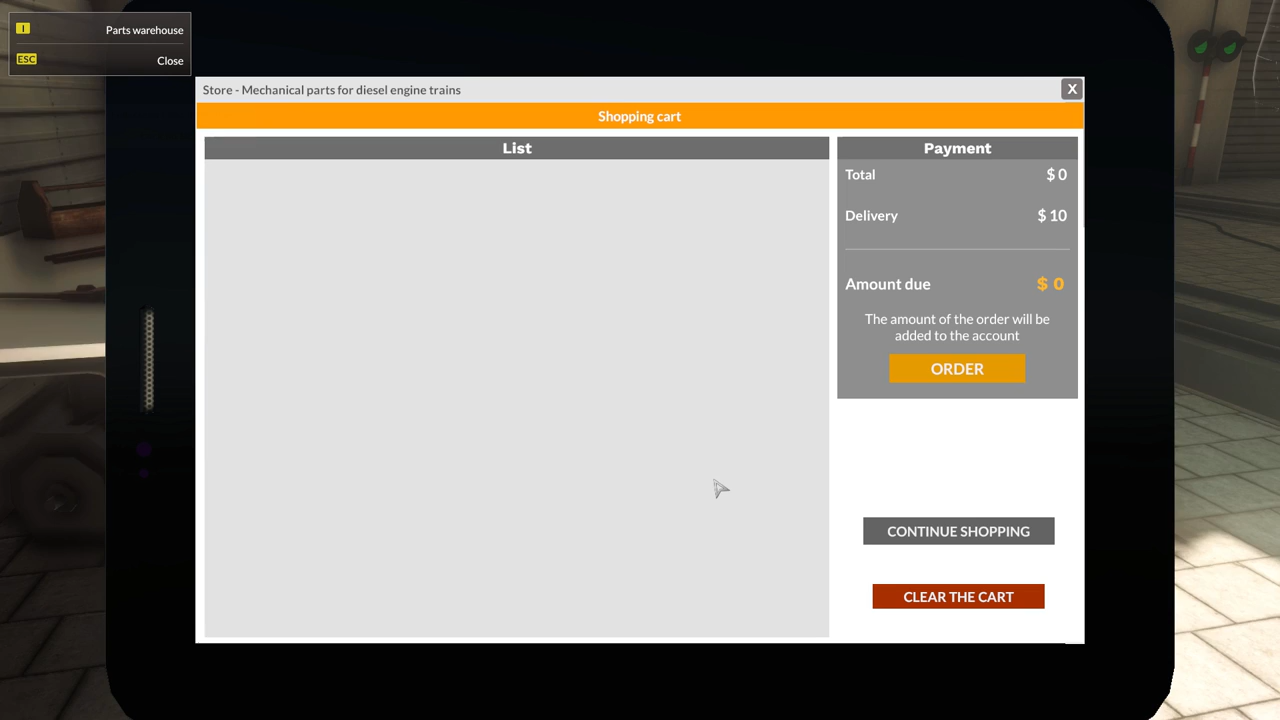 I Parts warehouse
ESC Close
Store - Mechanical parts for diesel engine trains
X
Shopping cart
List
Payment
Total $ 0
Delivery $ 10
Amount due $ 0
The amount of the order will be
added to the account
ORDER
CONTINUE SHOPPING
CLEAR THE CART